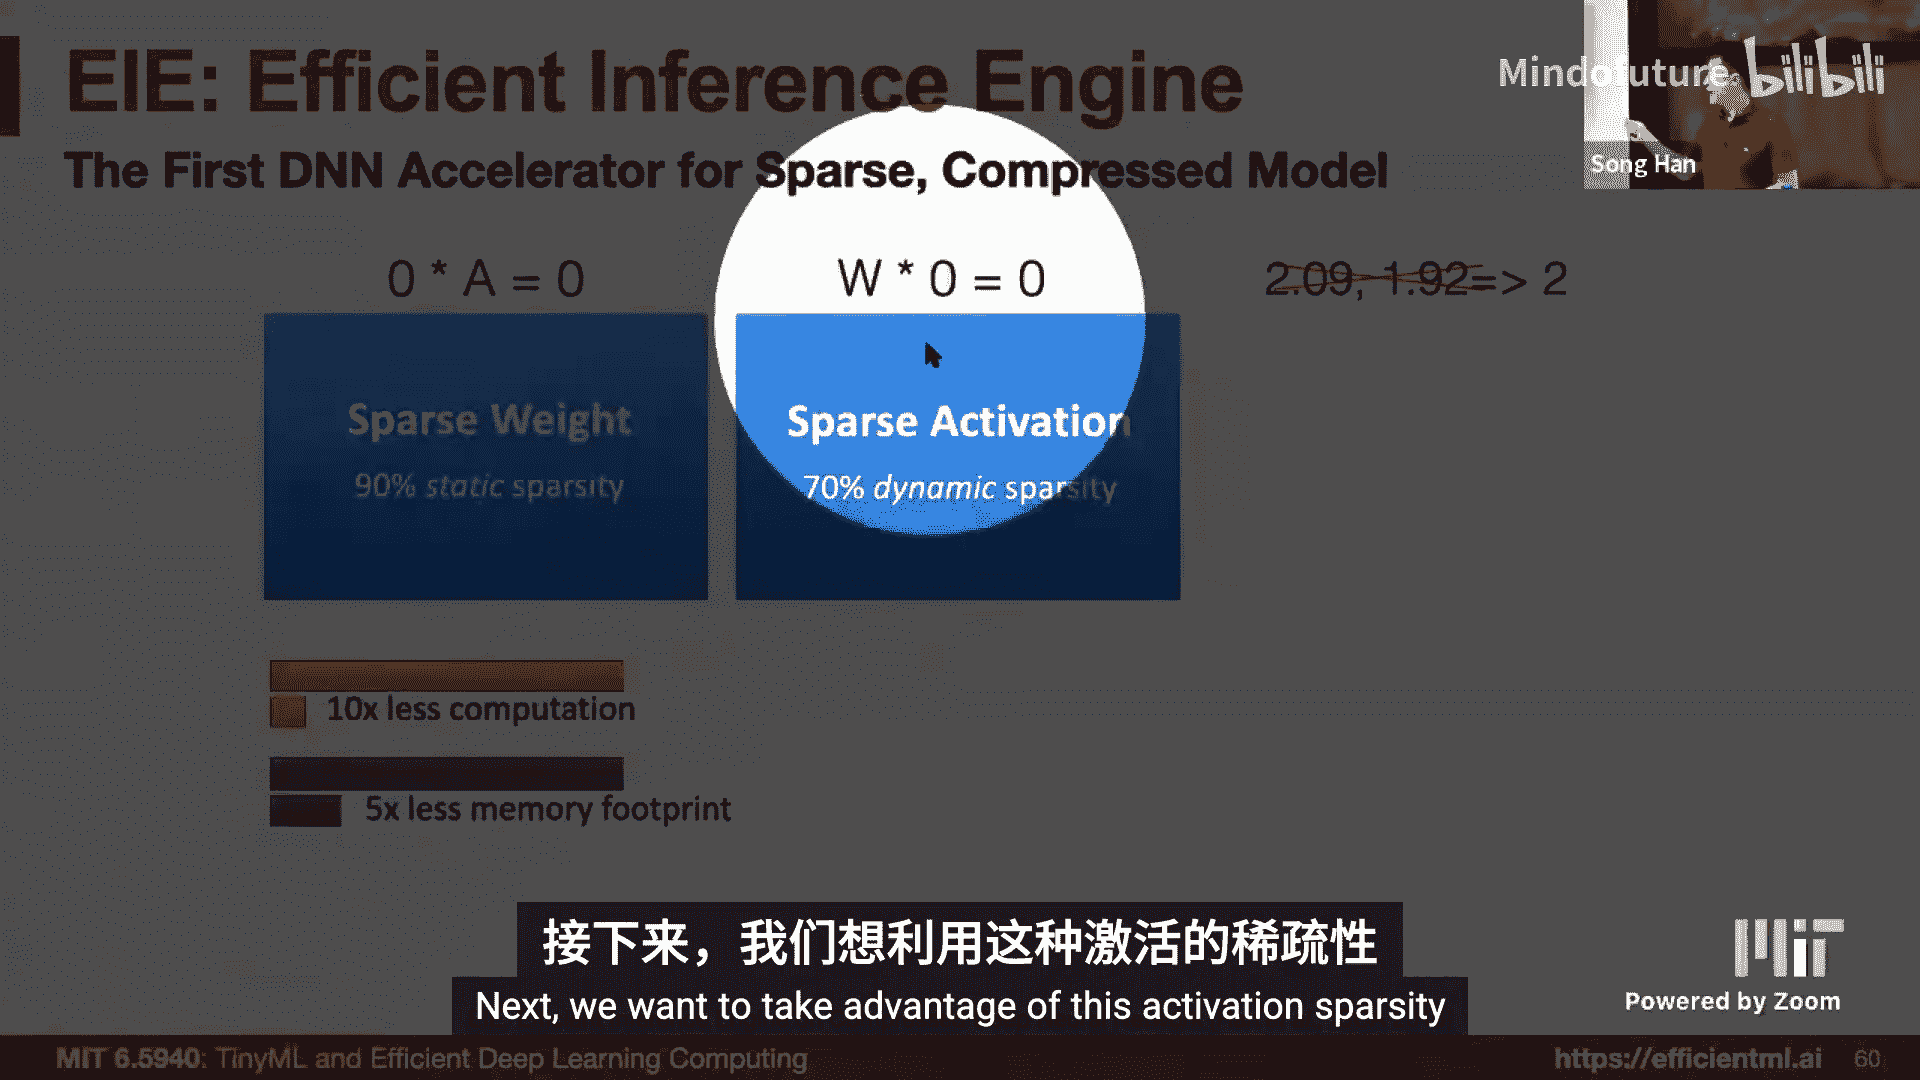 EIE: Efficient Inference Engine
The First DNN Accelerator for Sparse, Compressed Model
Mindofuture
bilibili
Song Han
0 * A = 0
W * 0 = 0
2.09, 1.92=> 2
Sparse Weight
90% static sparsity
Sparse Activation
70% dynamic sparsity
10x less computation
5x less memory footprint
接下来，我们想利用这种激活的稀疏性
Next, we want to take advantage of this activation sparsity
MiT
Powered by Zoom
MIT 6.5940: TinyML and Efficient Deep Learning Computing
https://efficientml.ai
60